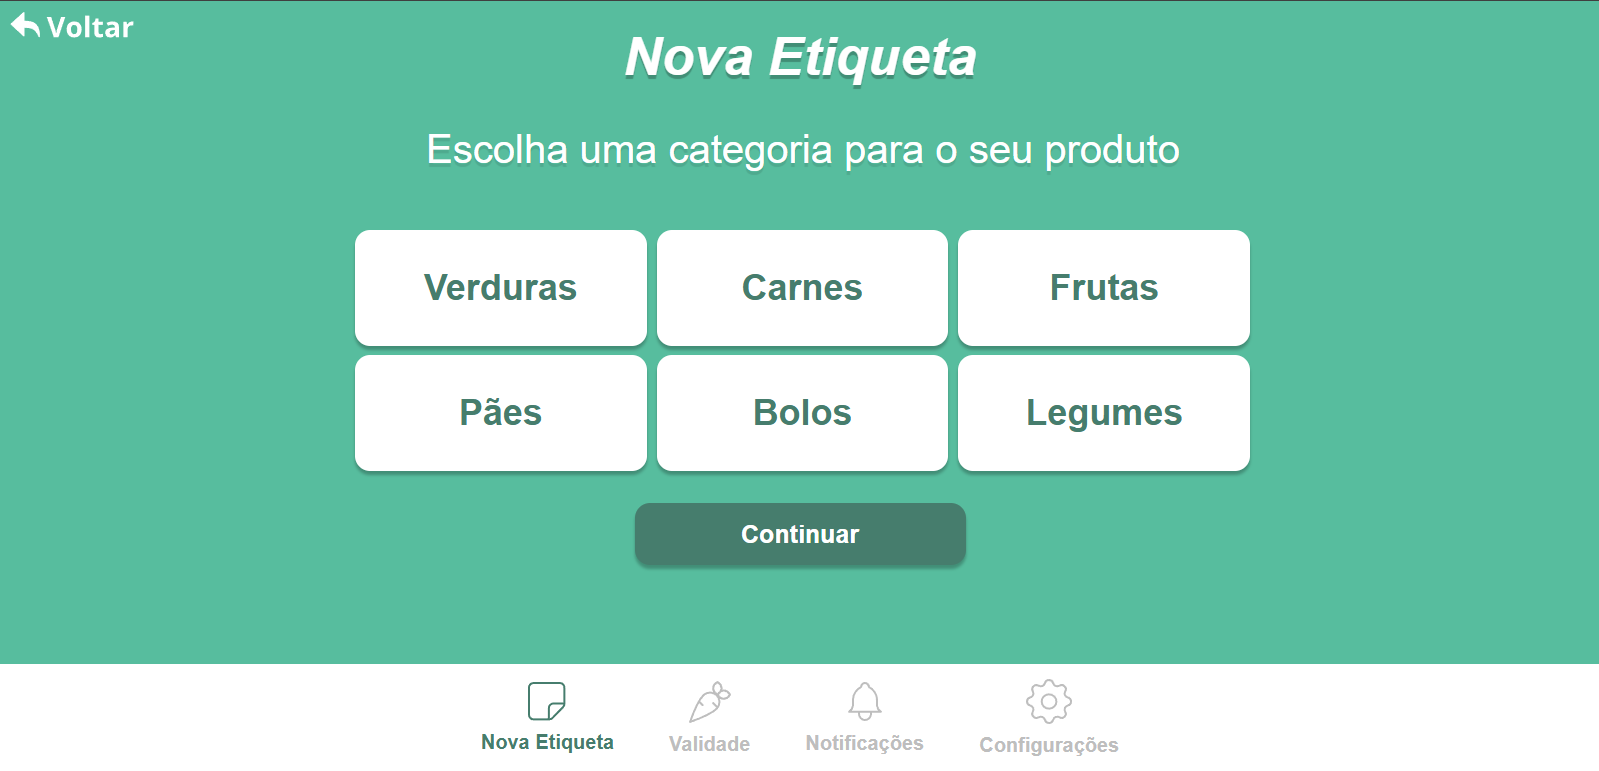 Voltar
Nova Etiqueta
Escolha uma categoria para o seu produto
Verduras Carnes Frutas
Pães Bolos Legumes
Continuar
Nova Etiqueta Validade Notificações Configurações